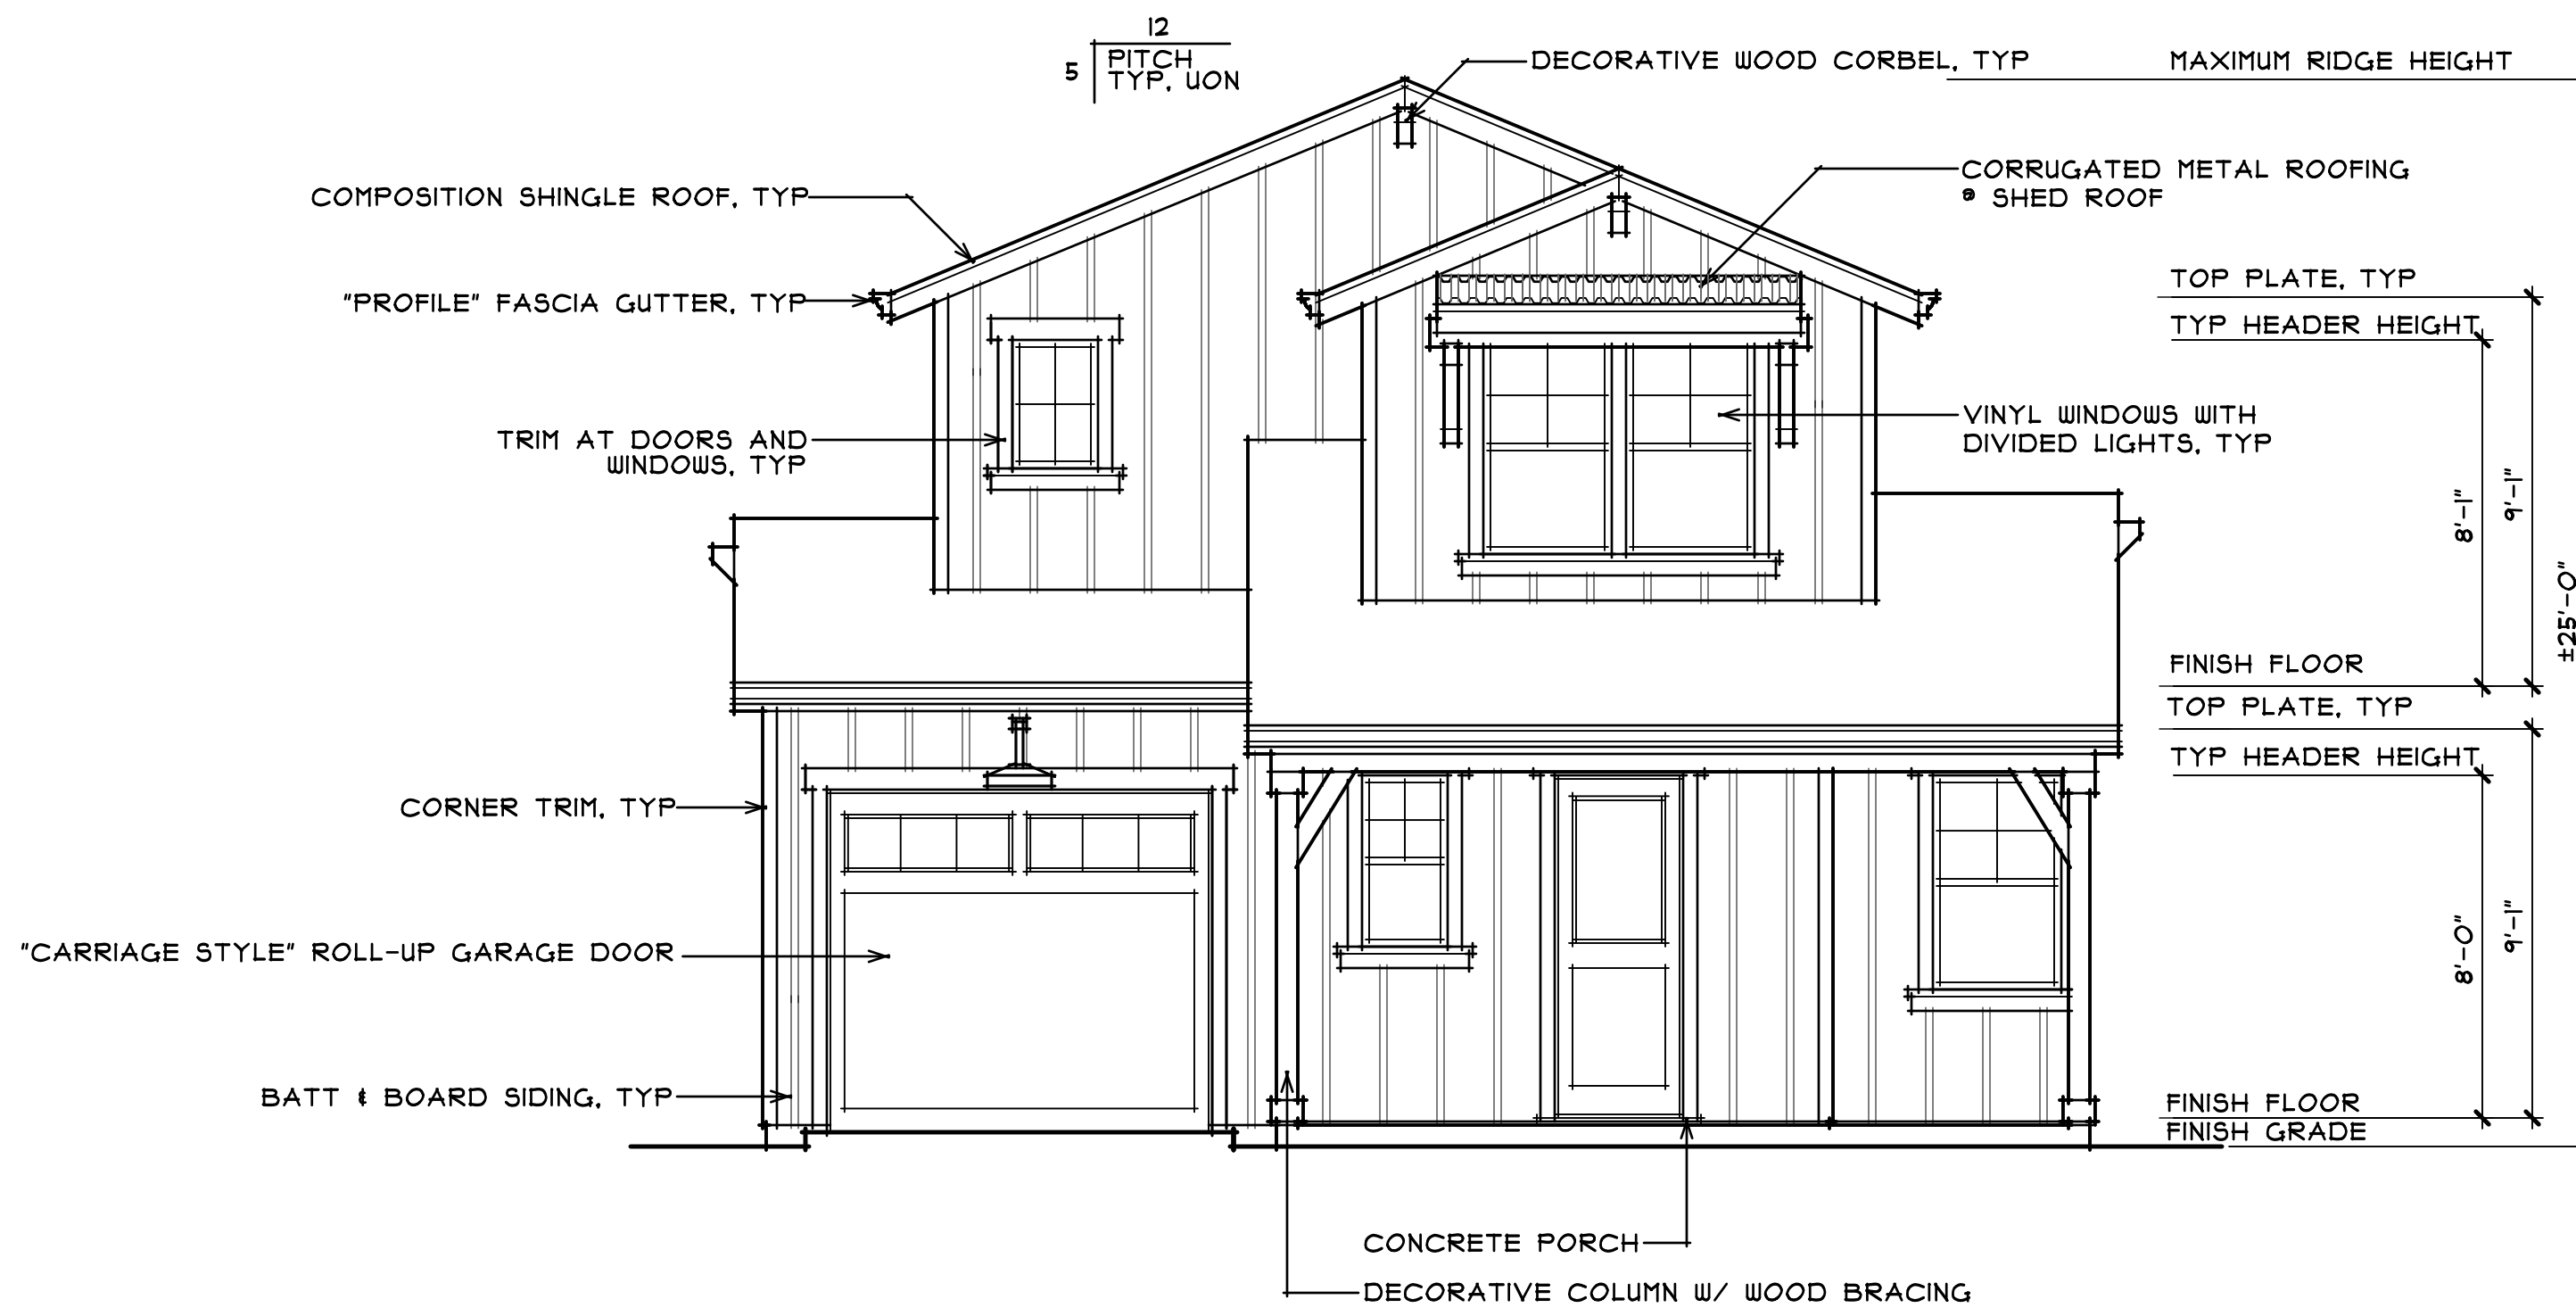 12
5
PITCH
TYP, UON
DECORATIVE WOOD CORBEL, TYP
MAXIMUM RIDGE HEIGHT
CORRUGATED METAL ROOFING
@ SHED ROOF
COMPOSITION SHINGLE ROOF, TYP
"PROFILE" FASCIA GUTTER, TYP
TOP PLATE, TYP
TYP HEADER HEIGHT
TRIM AT DOORS AND
WINDOWS, TYP
VINYL WINDOWS WITH
DIVIDED LIGHTS, TYP
8'-1"
9'-1"
±25'-0"
FINISH FLOOR
TOP PLATE, TYP
TYP HEADER HEIGHT
CORNER TRIM, TYP
"CARRIAGE STYLE" ROLL-UP GARAGE DOOR
8'-0"
9'-1"
BATT & BOARD SIDING, TYP
FINISH FLOOR
FINISH GRADE
CONCRETE PORCH
DECORATIVE COLUMN W/ WOOD BRACING